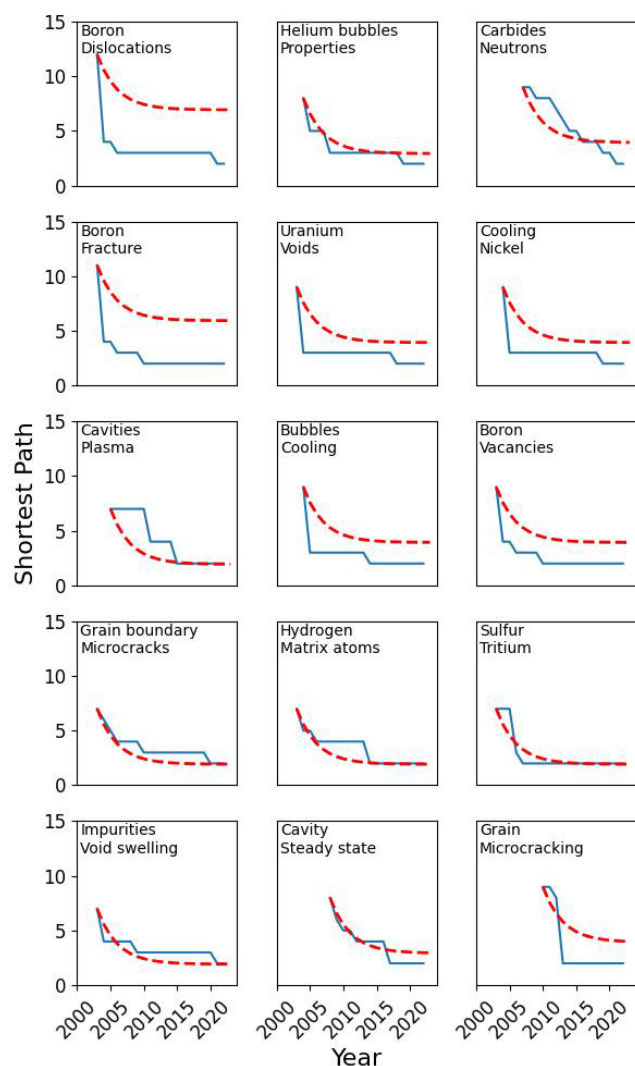 15
10
5
0
Boron
Dislocations
Helium bubbles
Properties
Carbides
Neutrons
15
10
5
0
Boron
Fracture
Uranium
Voids
Cooling
Nickel
15
10
5
0
Cavities
Plasma
Bubbles
Cooling
Boron
Vacancies
15
10
5
0
Grain boundary
Microcracks
Hydrogen
Matrix atoms
Sulfur
Tritium
15
10
5
0
Impurities
Void swelling
Cavity
Steady state
Grain
Microcracking
Shortest Path
2000 2005 2010 2015 2020
2000 2005 2010 2015 2020
2000 2005 2010 2015 2020
Year